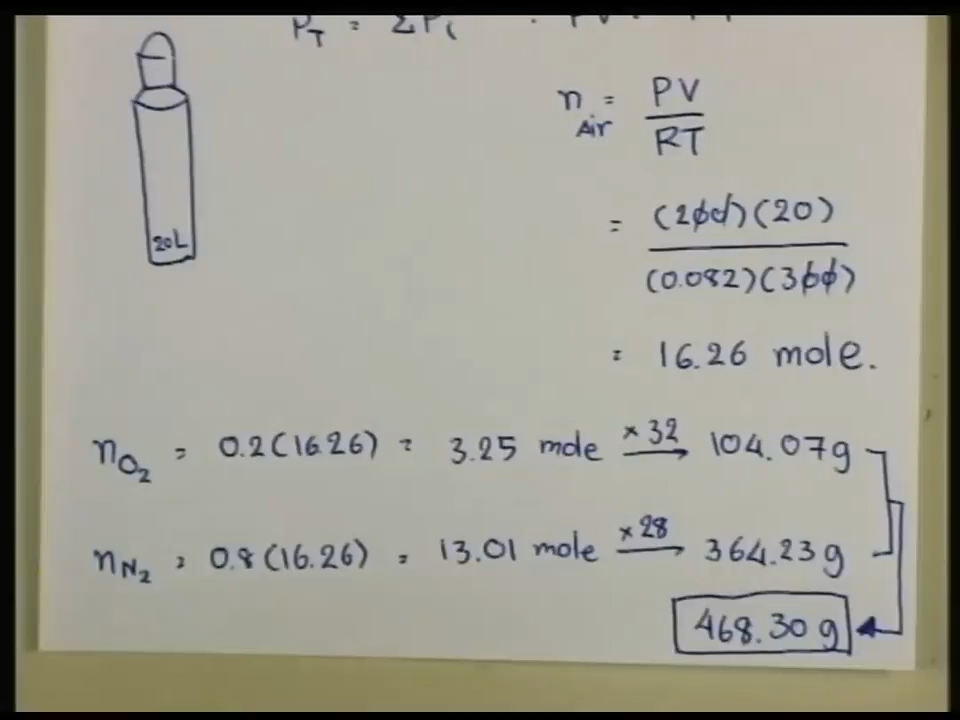 P_T = ΣP_i
n_Air = PV / RT
20L
= (200)(20) / (0.082)(300)
= 16.26 mole.
n_O2 = 0.2(16.26) = 3.25 mole ×32→ 104.07g
n_N2 = 0.8(16.26) = 13.01 mole ×28→ 364.23g
468.30 g